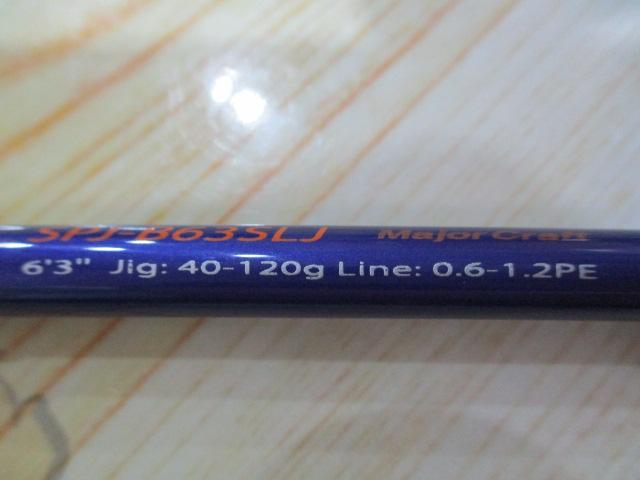 SPJ-B63SLJ MajorCraft
6'3" Jig: 40-120g Line: 0.6-1.2PE